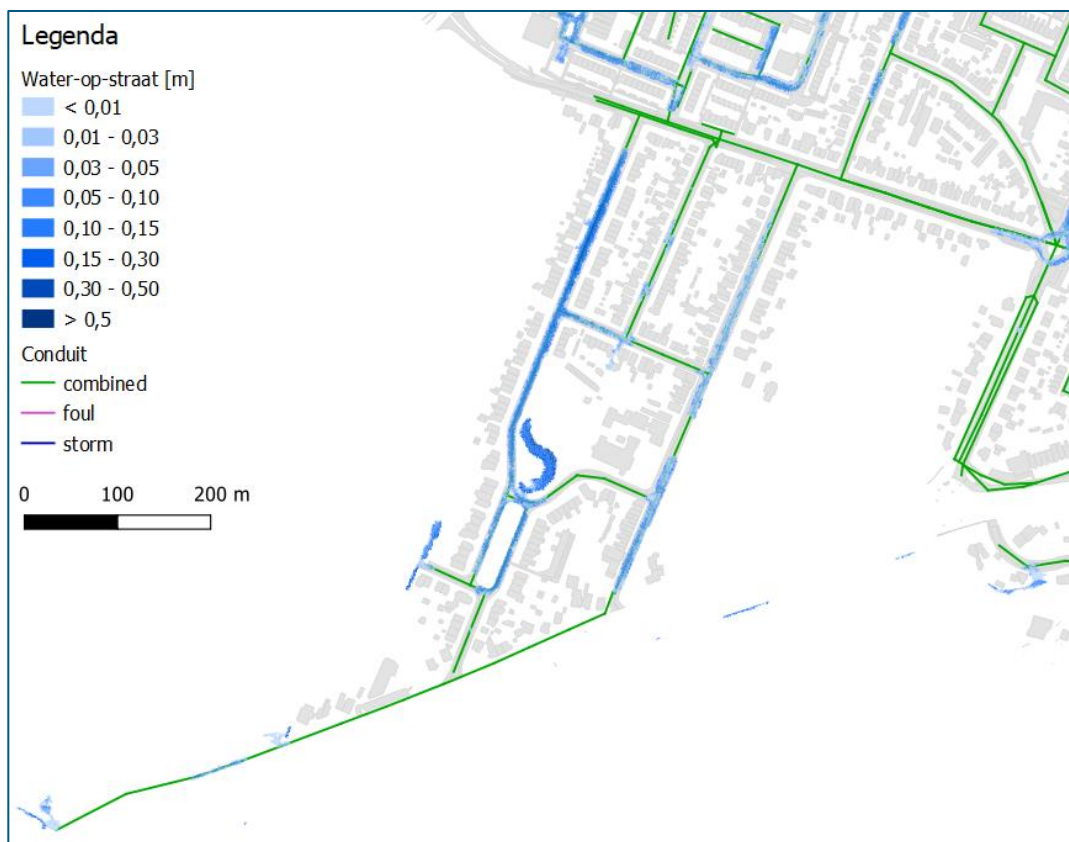 Legenda
Water-op-straat [m]
< 0,01
0,01 - 0,03
0,03 - 0,05
0,05 - 0,10
0,10 - 0,15
0,15 - 0,30
0,30 - 0,50
> 0,5
Conduit
combined
foul
storm
0 100 200 m